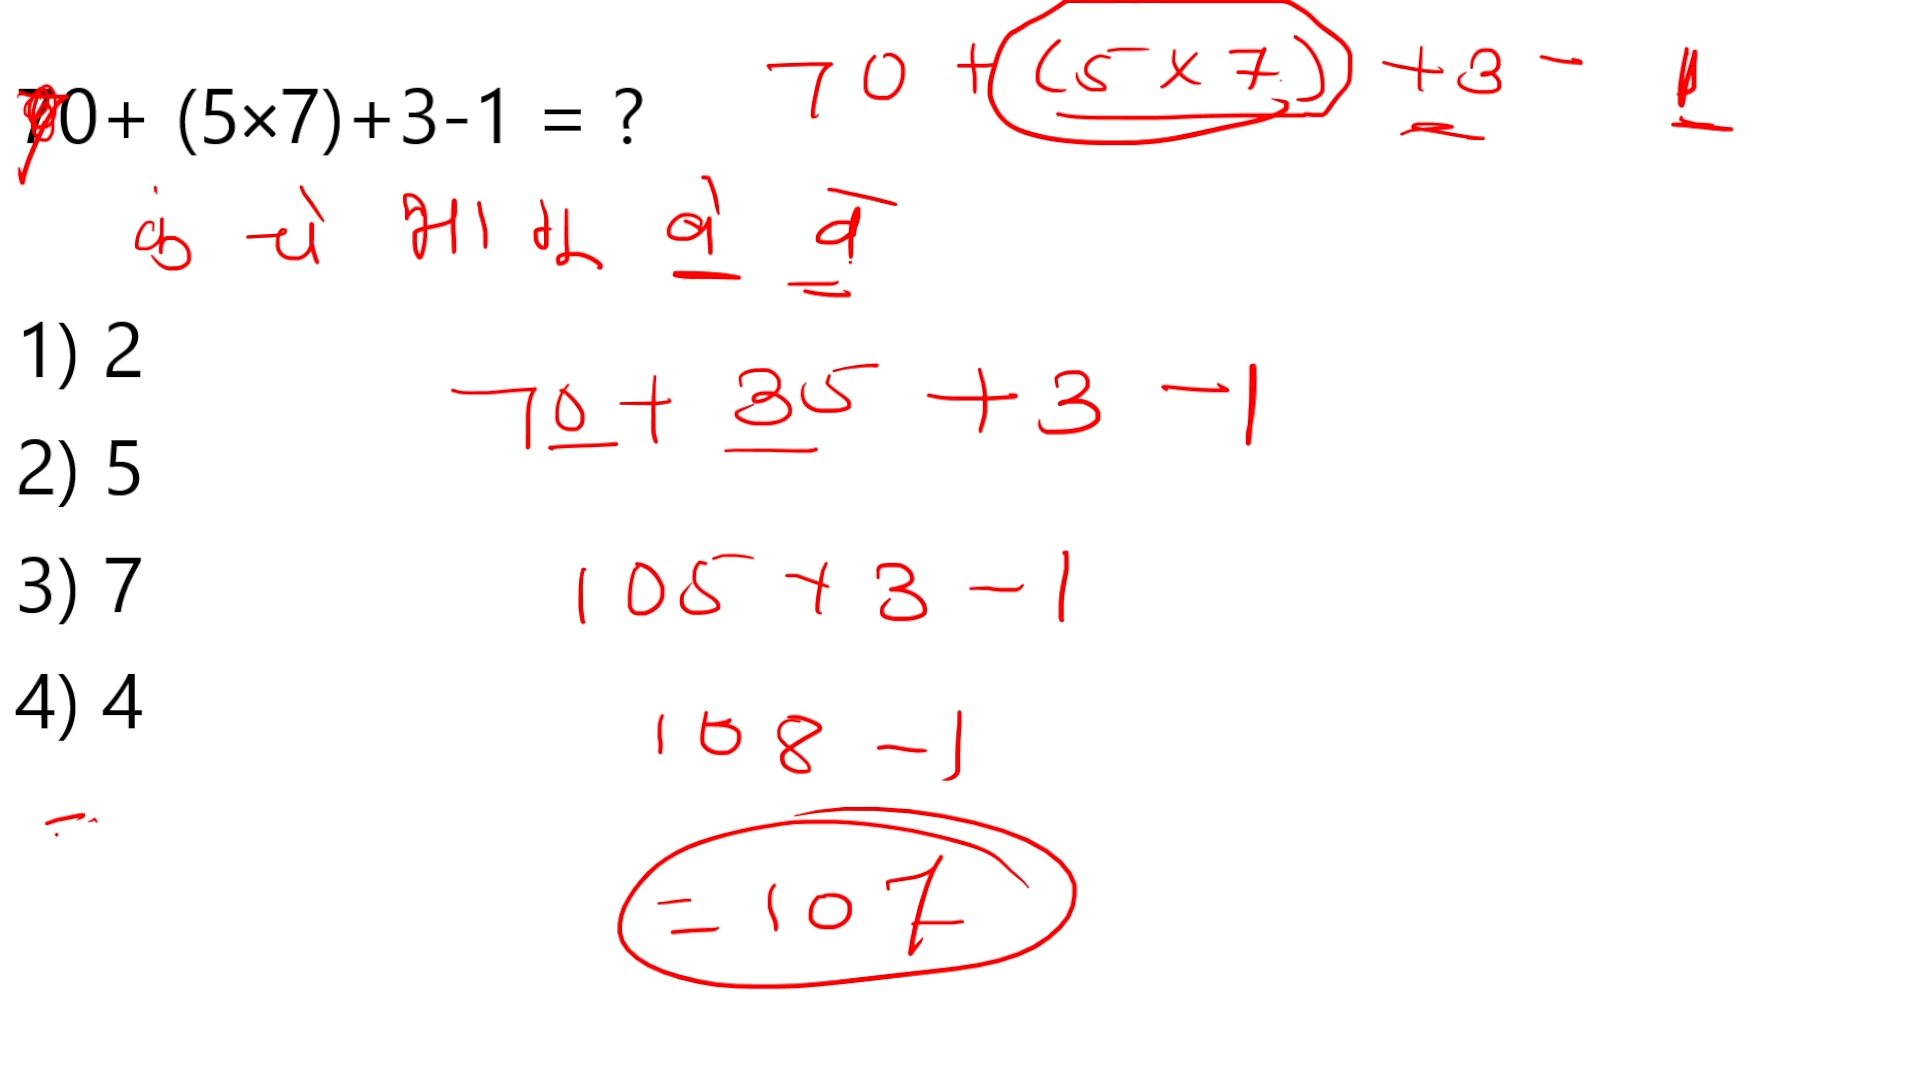 70+ (5×7)+3-1 = ?
70 + (5×7) + 3 - 1
कं चे भा गु बे व
1) 2
70 + 35 + 3 - 1
2) 5
3) 7
105 + 3 - 1
4) 4
108 - 1
= 107